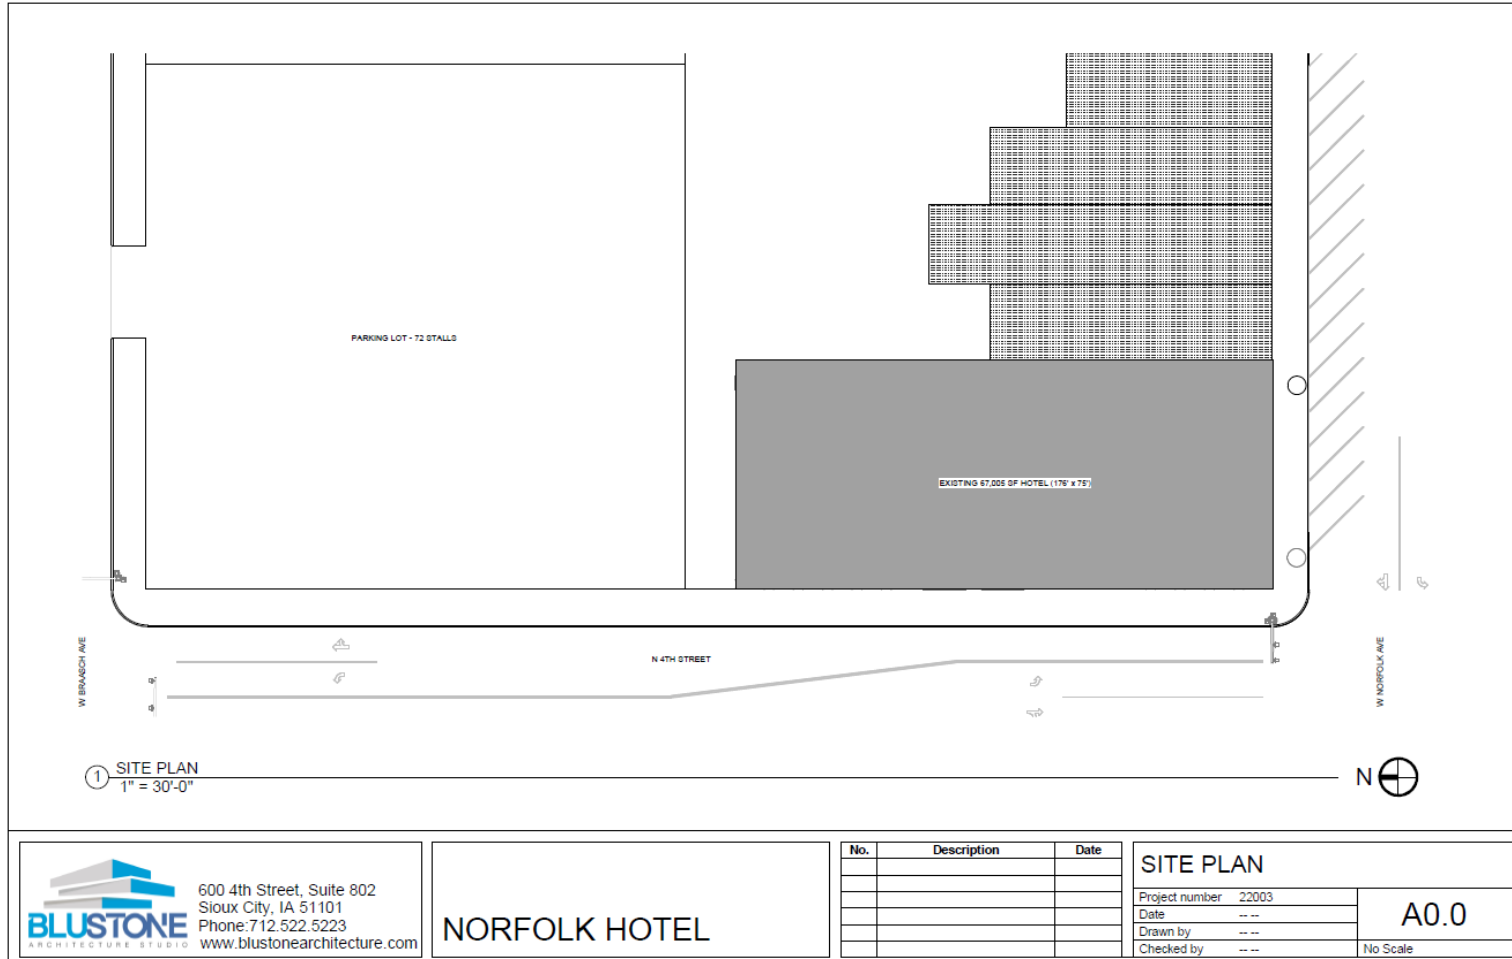 PARKING LOT - 72 STALLS
EXISTING 67,005 SF HOTEL (176' x 75')
W BRAASCH AVE
N 4TH STREET
W NORFOLK AVE
1 SITE PLAN
1" = 30'-0"
N
BLUSTONE
ARCHITECTURE STUDIO
600 4th Street, Suite 802
Sioux City, IA 51101
Phone:712.522.5223
www.blustonearchitecture.com
NORFOLK HOTEL
No. Description Date
SITE PLAN
Project number 22003
Date -- --
Drawn by -- --
Checked by -- --
A0.0
No Scale